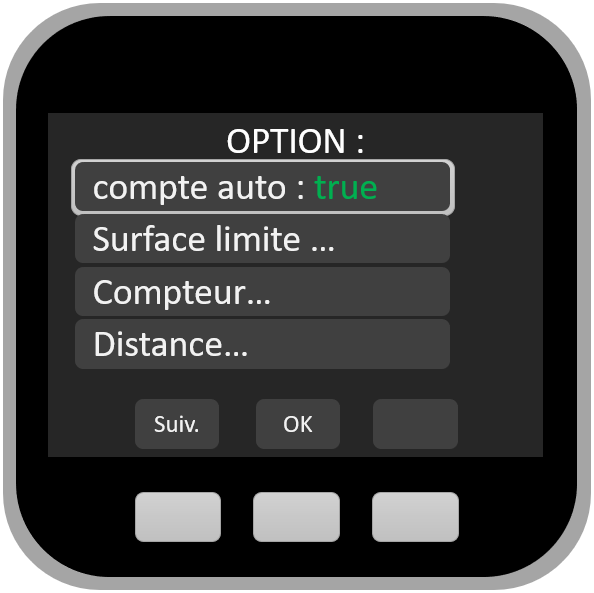 OPTION :
compte auto : true
Surface limite ...
Compteur...
Distance...
Suiv. OK